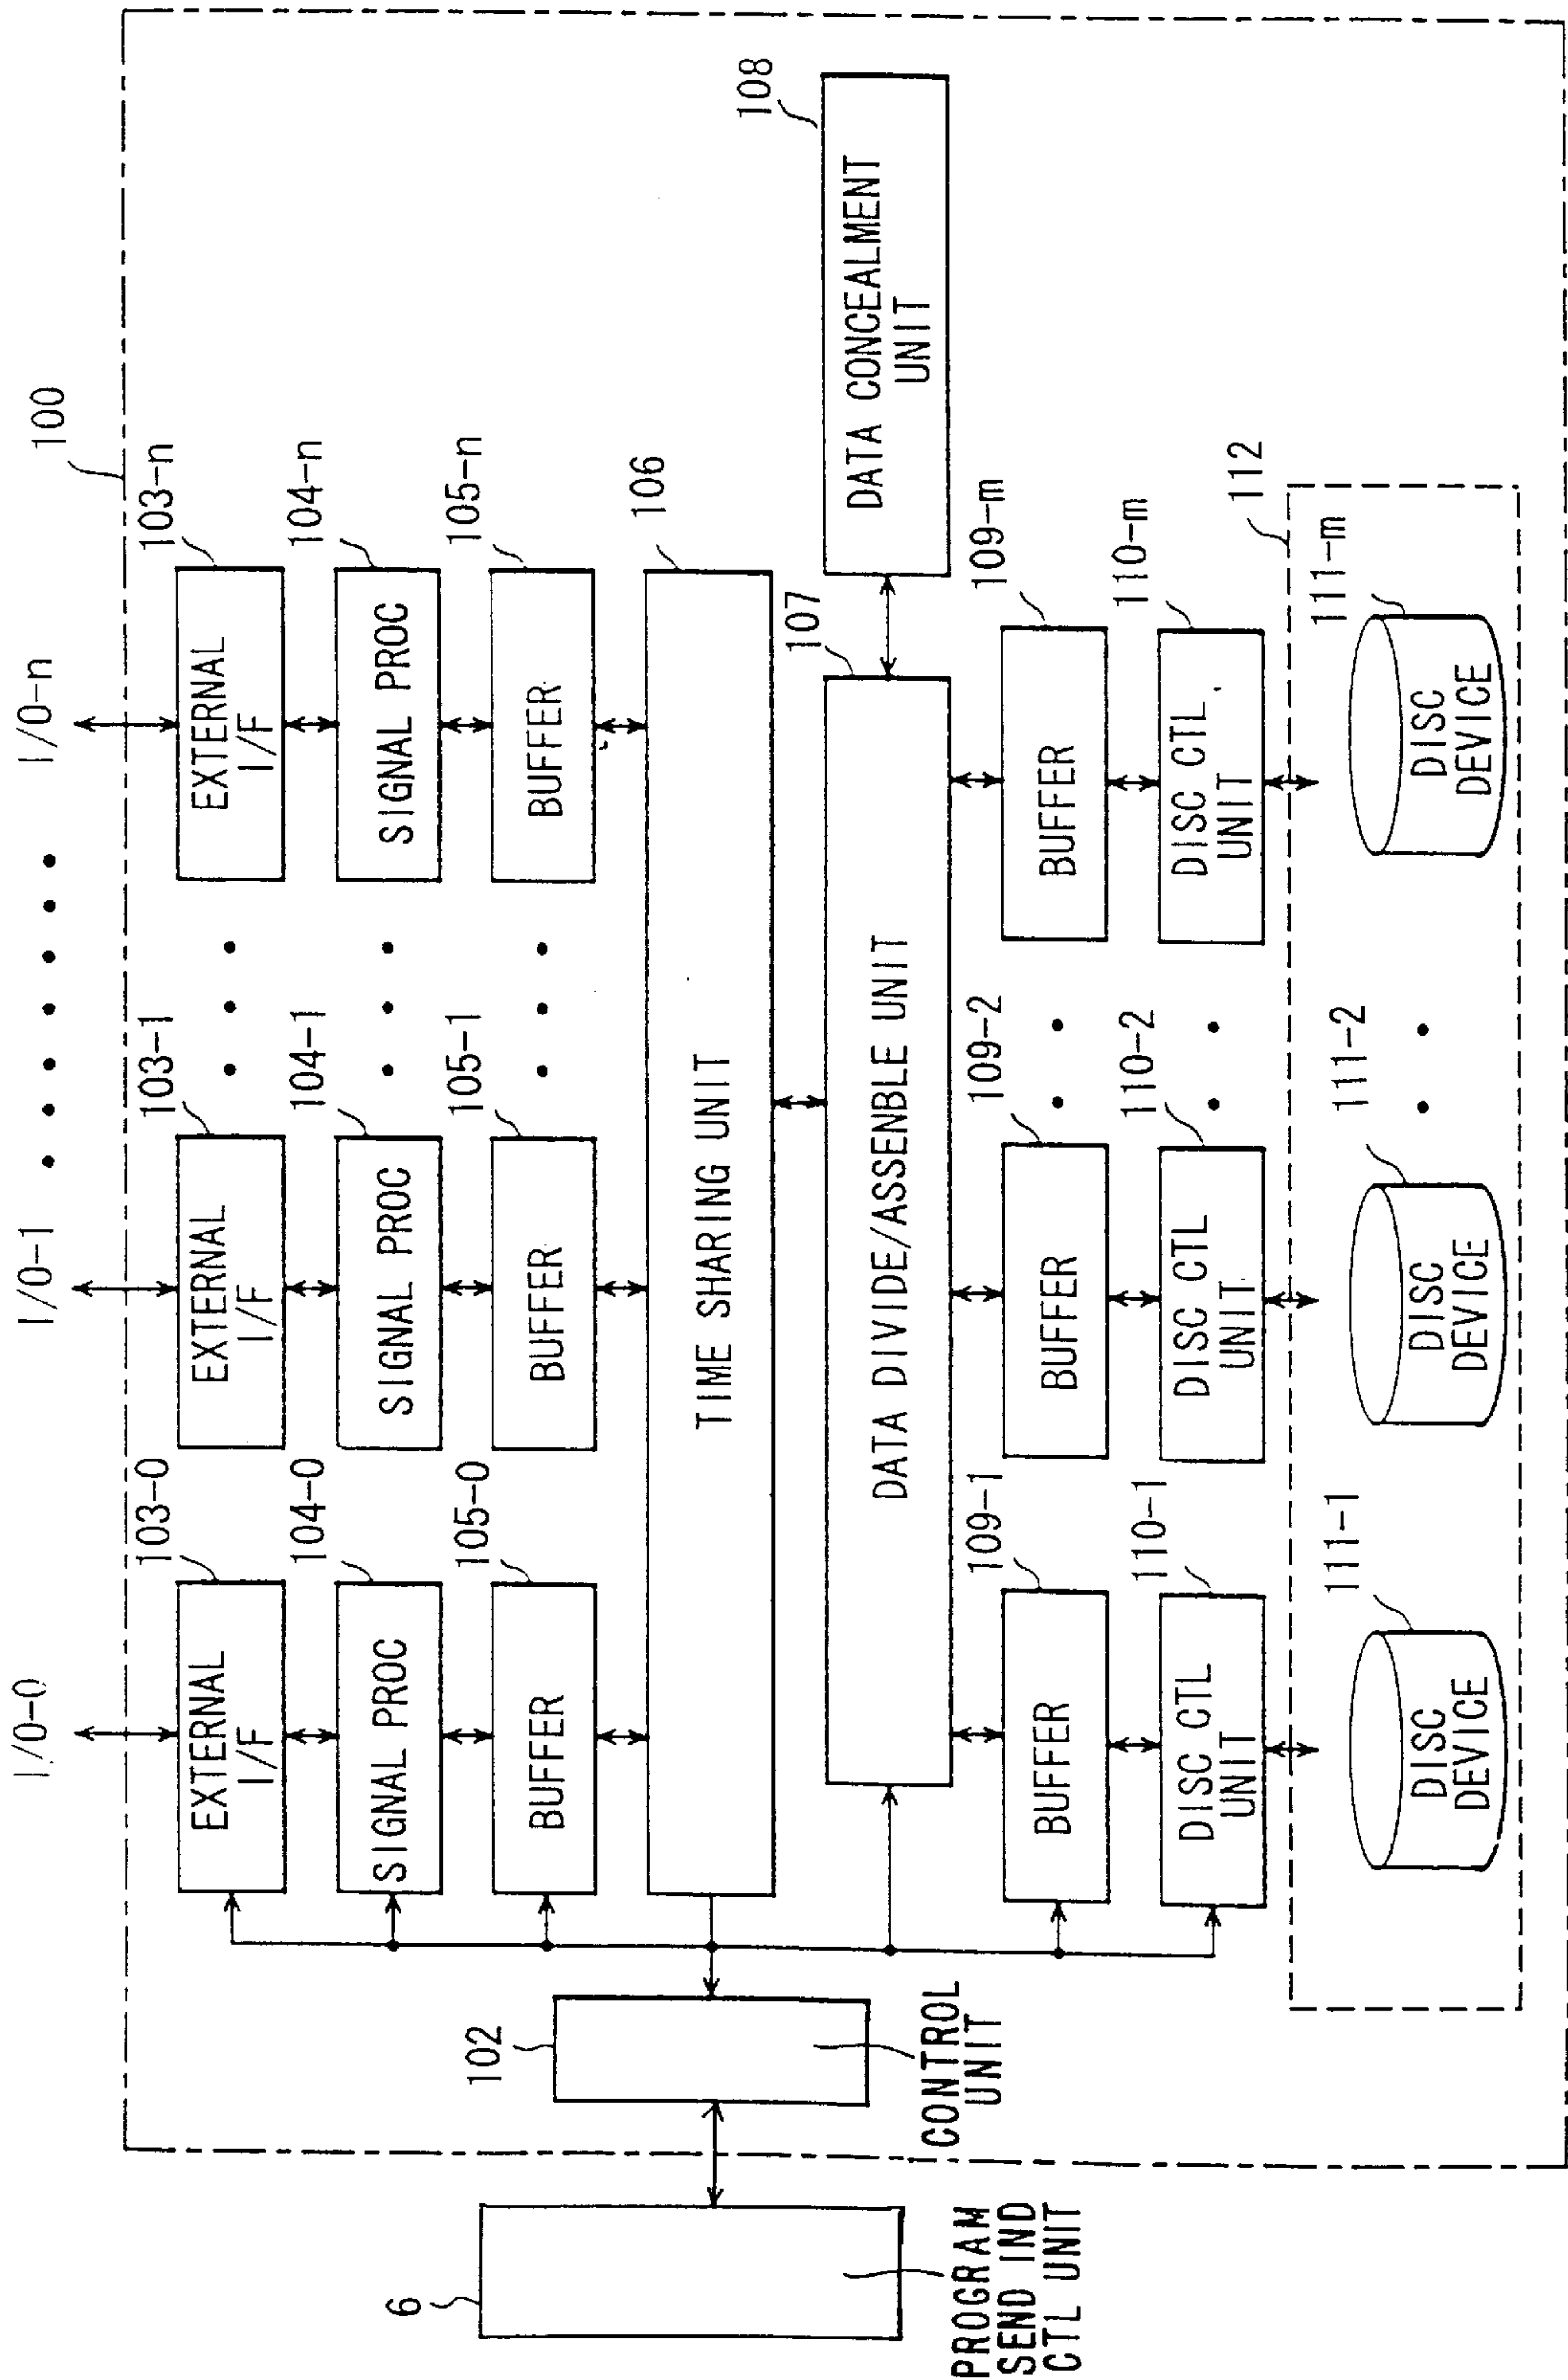 I/O-0
I/O-1
I/O-n
100
103-0
103-1
103-n
EXTERNAL
I/F
EXTERNAL
I/F
EXTERNAL
I/F
104-0
104-1
104-n
SIGNAL PROC
SIGNAL PROC
SIGNAL PROC
105-0
105-1
105-n
BUFFER
BUFFER
BUFFER
106
TIME SHARING UNIT
102
CONTROL
UNIT
6
PROGRAM
SEND IND
CTL UNIT
107
DATA DIVIDE/ASSENBLE UNIT
108
DATA CONCEALMENT
UNIT
109-1
109-2
109-m
BUFFER
BUFFER
BUFFER
110-1
110-2
110-m
DISC CTL
UNIT
DISC CTL
UNIT
DISC CTL
UNIT
112
111-1
111-2
111-m
DISC
DEVICE
DISC
DEVICE
DISC
DEVICE